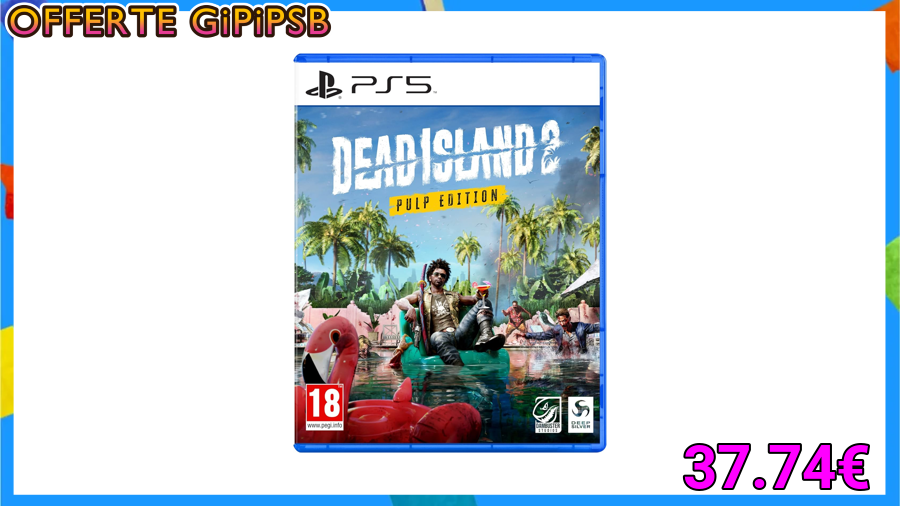 OFFERTE GiPiPSB
PS5
DEAD ISLAND 2
PULP EDITION
18
www.pegi.info
DAMBUSTER
STUDIOS
DEEP
SILVER
37.74€